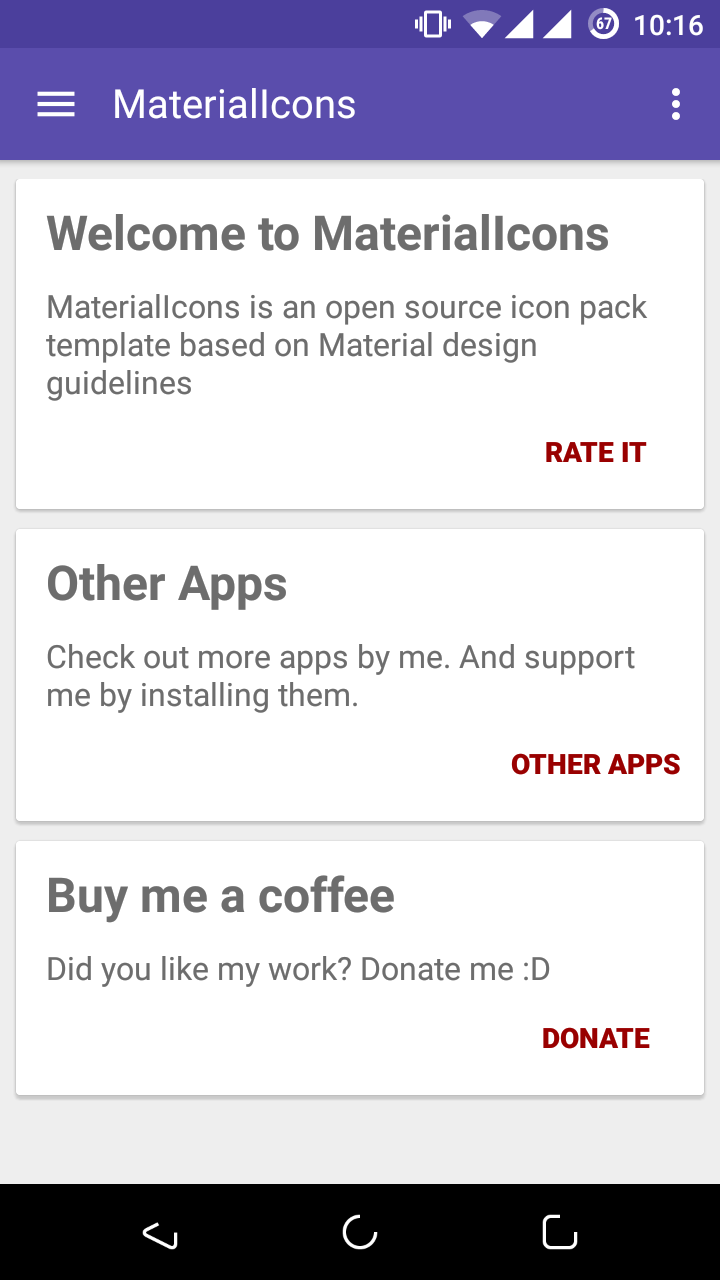 67 10:16
MaterialIcons
Welcome to MaterialIcons
MaterialIcons is an open source icon pack
template based on Material design
guidelines
RATE IT
Other Apps
Check out more apps by me. And support
me by installing them.
OTHER APPS
Buy me a coffee
Did you like my work? Donate me :D
DONATE